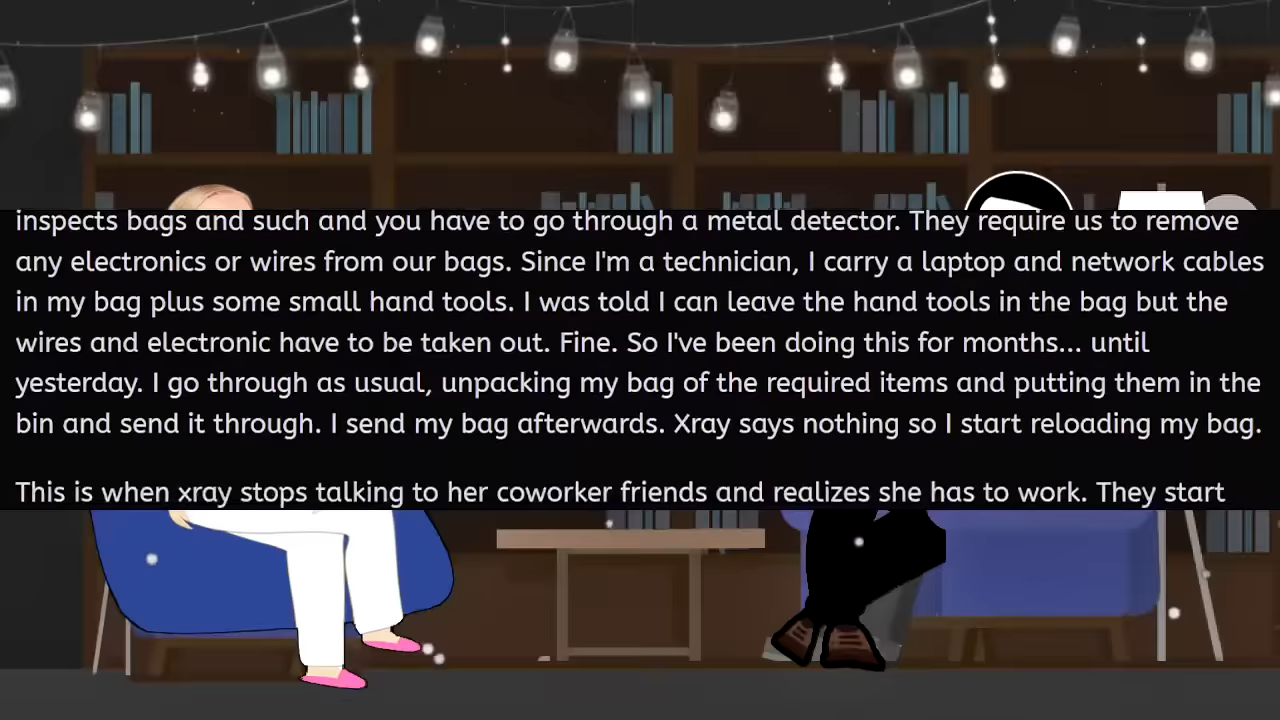 inspects bags and such and you have to go through a metal detector. They require us to remove
any electronics or wires from our bags. Since I'm a technician, I carry a laptop and network cables
in my bag plus some small hand tools. I was told I can leave the hand tools in the bag but the
wires and electronic have to be taken out. Fine. So I've been doing this for months... until
yesterday. I go through as usual, unpacking my bag of the required items and putting them in the
bin and send it through. I send my bag afterwards. Xray says nothing so I start reloading my bag.
This is when xray stops talking to her coworker friends and realizes she has to work. They start